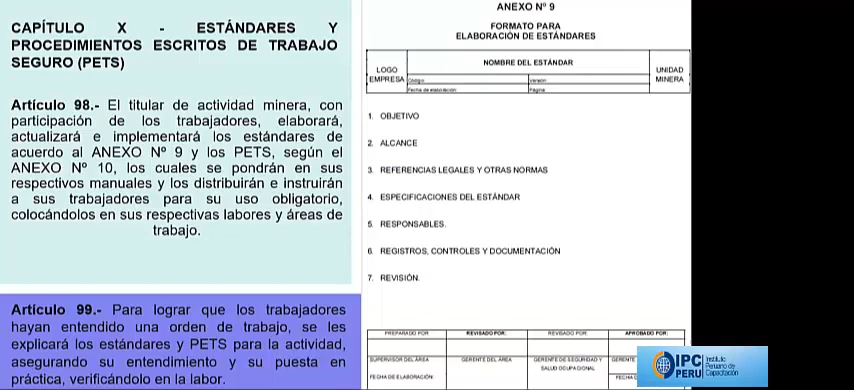 CAPÍTULO X - ESTÁNDARES Y
PROCEDIMIENTOS ESCRITOS DE TRABAJO
SEGURO (PETS)
Artículo 98.- El titular de actividad minera, con
participación de los trabajadores, elaborará,
actualizará e implementará los estándares de
acuerdo al ANEXO Nº 9 y los PETS, según el
ANEXO Nº 10, los cuales se pondrán en sus
respectivos manuales y los distribuirán e instruirán
a sus trabajadores para su uso obligatorio,
colocándolos en sus respectivas labores y áreas de
trabajo.
Artículo 99.- Para lograr que los trabajadores
hayan entendido una orden de trabajo, se les
explicará los estándares y PETS para la actividad,
asegurando su entendimiento y su puesta en
práctica, verificándolo en la labor.
ANEXO Nº 9
FORMATO PARA
ELABORACIÓN DE ESTÁNDARES
LOGO
EMPRESA
NOMBRE DEL ESTÁNDAR
Código: Versión:
Fecha de elaboración: Página:
UNIDAD
MINERA
1. OBJETIVO
2. ALCANCE
3. REFERENCIAS LEGALES Y OTRAS NORMAS
4. ESPECIFICACIONES DEL ESTÁNDAR
5. RESPONSABLES.
6. REGISTROS, CONTROLES Y DOCUMENTACIÓN
7. REVISIÓN.
PREPARADO POR REVISADO POR: REVISADO POR: APROBADO POR:
SUPERVISOR DEL ÁREA GERENTE DEL ÁREA GERENTE DE SEGURIDAD Y GERENTE
SALUD OCUPACIONAL
FECHA DE ELABORACIÓN:
IPC
PERU
Instituto
Peruano de
Capacitación